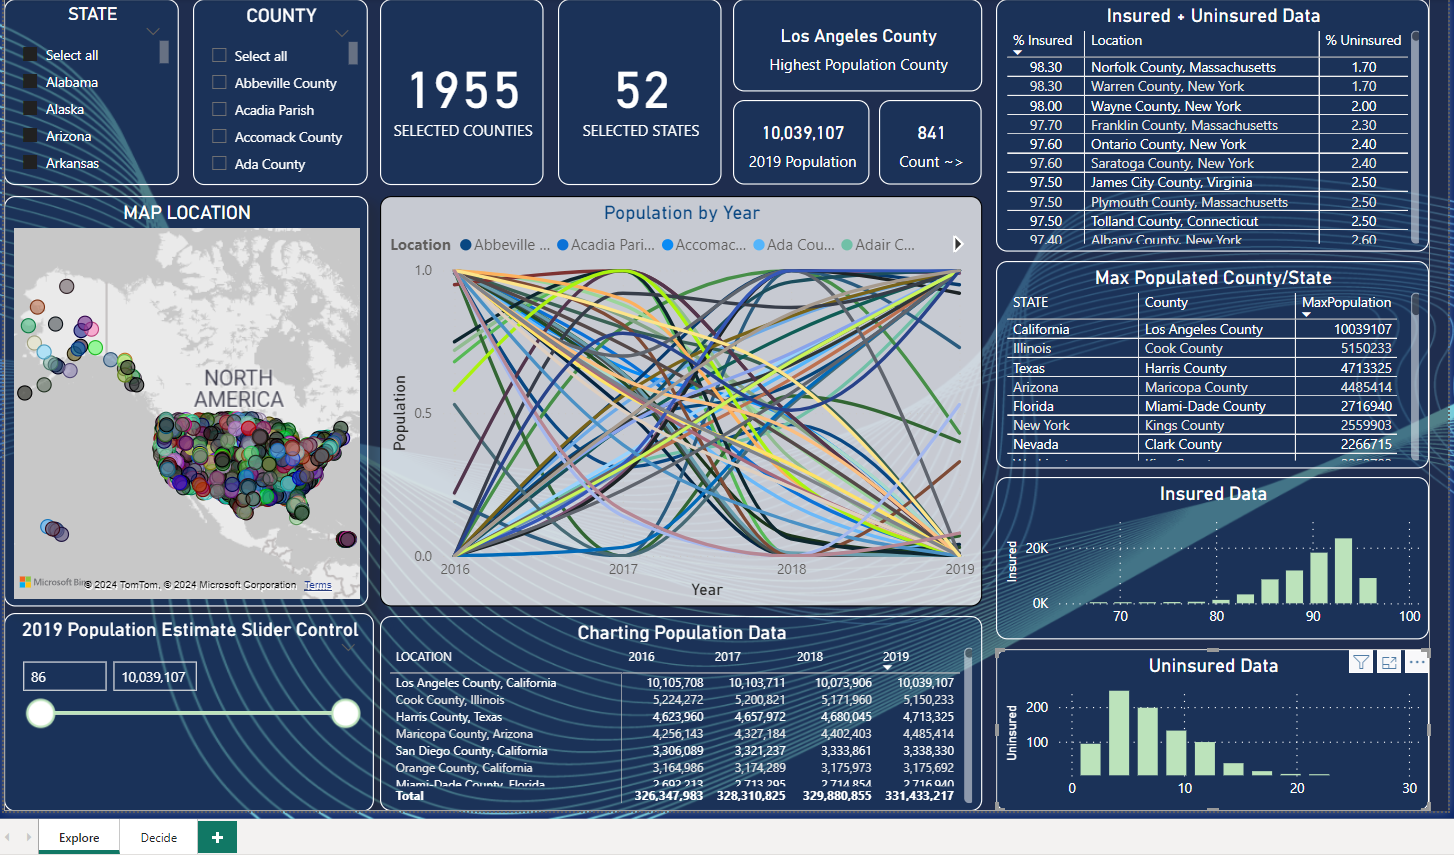 STATE
Select all
Alabama
Alaska
Arizona
Arkansas
COUNTY
Select all
Abbeville County
Acadia Parish
Accomack County
Ada County
1955
SELECTED COUNTIES
52
SELECTED STATES
Los Angeles County
Highest Population County
10,039,107
2019 Population
841
Count ~>
Insured + Uninsured Data
% Insured Location % Uninsured
98.30 Norfolk County, Massachusetts 1.70
98.30 Warren County, New York 1.70
98.00 Wayne County, New York 2.00
97.70 Franklin County, Massachusetts 2.30
97.60 Ontario County, New York 2.40
97.60 Saratoga County, New York 2.40
97.50 James City County, Virginia 2.50
97.50 Plymouth County, Massachusetts 2.50
97.50 Tolland County, Connecticut 2.50
97.40 Albany County, New York 2.60
MAP LOCATION
NORTH
AMERICA
Microsoft Bin
© 2024 TomTom, © 2024 Microsoft Corporation Terms
Population by Year
Location Abbeville ... Acadia Pari... Accomac... Ada Cou... Adair C...
1.0
0.5
0.0
Population
2016 2017 2018 2019
Year
Max Populated County/State
STATE County MaxPopulation
California Los Angeles County 10039107
Illinois Cook County 5150233
Texas Harris County 4713325
Arizona Maricopa County 4485414
Florida Miami-Dade County 2716940
New York Kings County 2559903
Nevada Clark County 2266715
Insured Data
Insured
20K
0K
70 80 90 100
2019 Population Estimate Slider Control
86
10,039,107
Charting Population Data
LOCATION 2016 2017 2018 2019
Los Angeles County, California 10,105,708 10,103,711 10,073,906 10,039,107
Cook County, Illinois 5,224,272 5,200,821 5,171,960 5,150,233
Harris County, Texas 4,623,960 4,657,972 4,680,045 4,713,325
Maricopa County, Arizona 4,256,143 4,327,184 4,402,403 4,485,414
San Diego County, California 3,306,089 3,321,237 3,333,861 3,338,330
Orange County, California 3,164,986 3,174,289 3,175,973 3,175,692
Miami-Dade County, Florida 2,692,213 2,713,295 2,714,854 2,716,940
Total 326,347,983 328,310,825 329,880,855 331,433,217
Uninsured Data
Uninsured
200
100
0 10 20 30
Explore
Decide